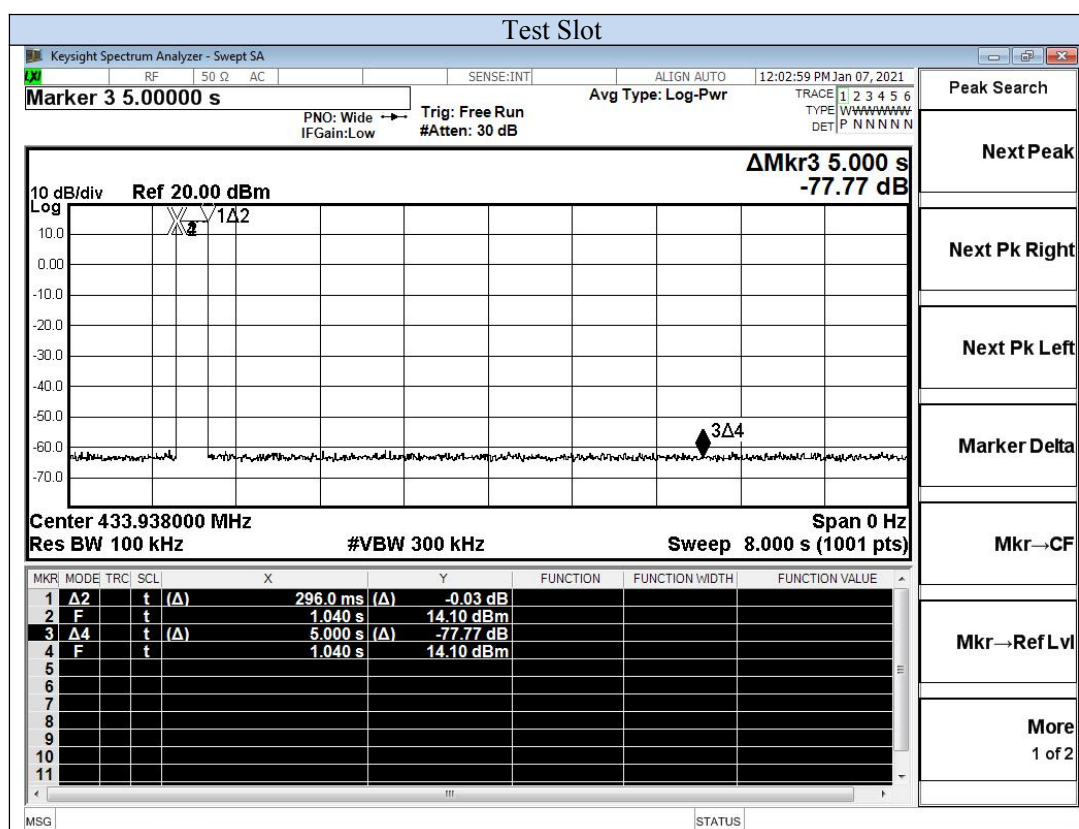 Test Slot
Keysight Spectrum Analyzer - Swept SA
LXI RF 50 Ω AC SENSE:INT ALIGN AUTO 12:02:59 PM Jan 07, 2021
Marker 3 5.00000 s
PNO: Wide
IFGain:Low
Trig: Free Run
#Atten: 30 dB
Avg Type: Log-Pwr
TRACE 1 2 3 4 5 6
TYPE WWWWWW
DET P N N N N N
ΔMkr3 5.000 s
-77.77 dB
10 dB/div Ref 20.00 dBm
Log
1Δ2
10.0
0.00
-10.0
-20.0
-30.0
-40.0
-50.0
3Δ4
-60.0
-70.0
Center 433.938000 MHz Span 0 Hz
Res BW 100 kHz #VBW 300 kHz Sweep 8.000 s (1001 pts)
MKR MODE TRC SCL X Y FUNCTION FUNCTION WIDTH FUNCTION VALUE
1 Δ2 t (Δ) 296.0 ms (Δ) -0.03 dB
2 F t 1.040 s 14.10 dBm
3 Δ4 t (Δ) 5.000 s (Δ) -77.77 dB
4 F t 1.040 s 14.10 dBm
5
6
7
8
9
10
11
MSG STATUS
Peak Search
Next Peak
Next Pk Right
Next Pk Left
Marker Delta
Mkr→CF
Mkr→Ref Lvl
More
1 of 2